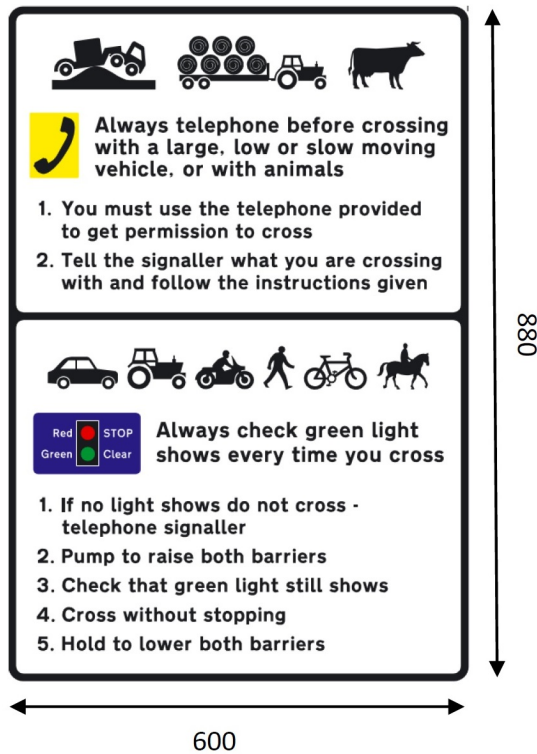 Always telephone before crossing
with a large, low or slow moving
vehicle, or with animals
1. You must use the telephone provided
to get permission to cross
2. Tell the signaller what you are crossing
with and follow the instructions given
Red STOP
Green Clear
Always check green light
shows every time you cross
1. If no light shows do not cross -
telephone signaller
2. Pump to raise both barriers
3. Check that green light still shows
4. Cross without stopping
5. Hold to lower both barriers
880
600